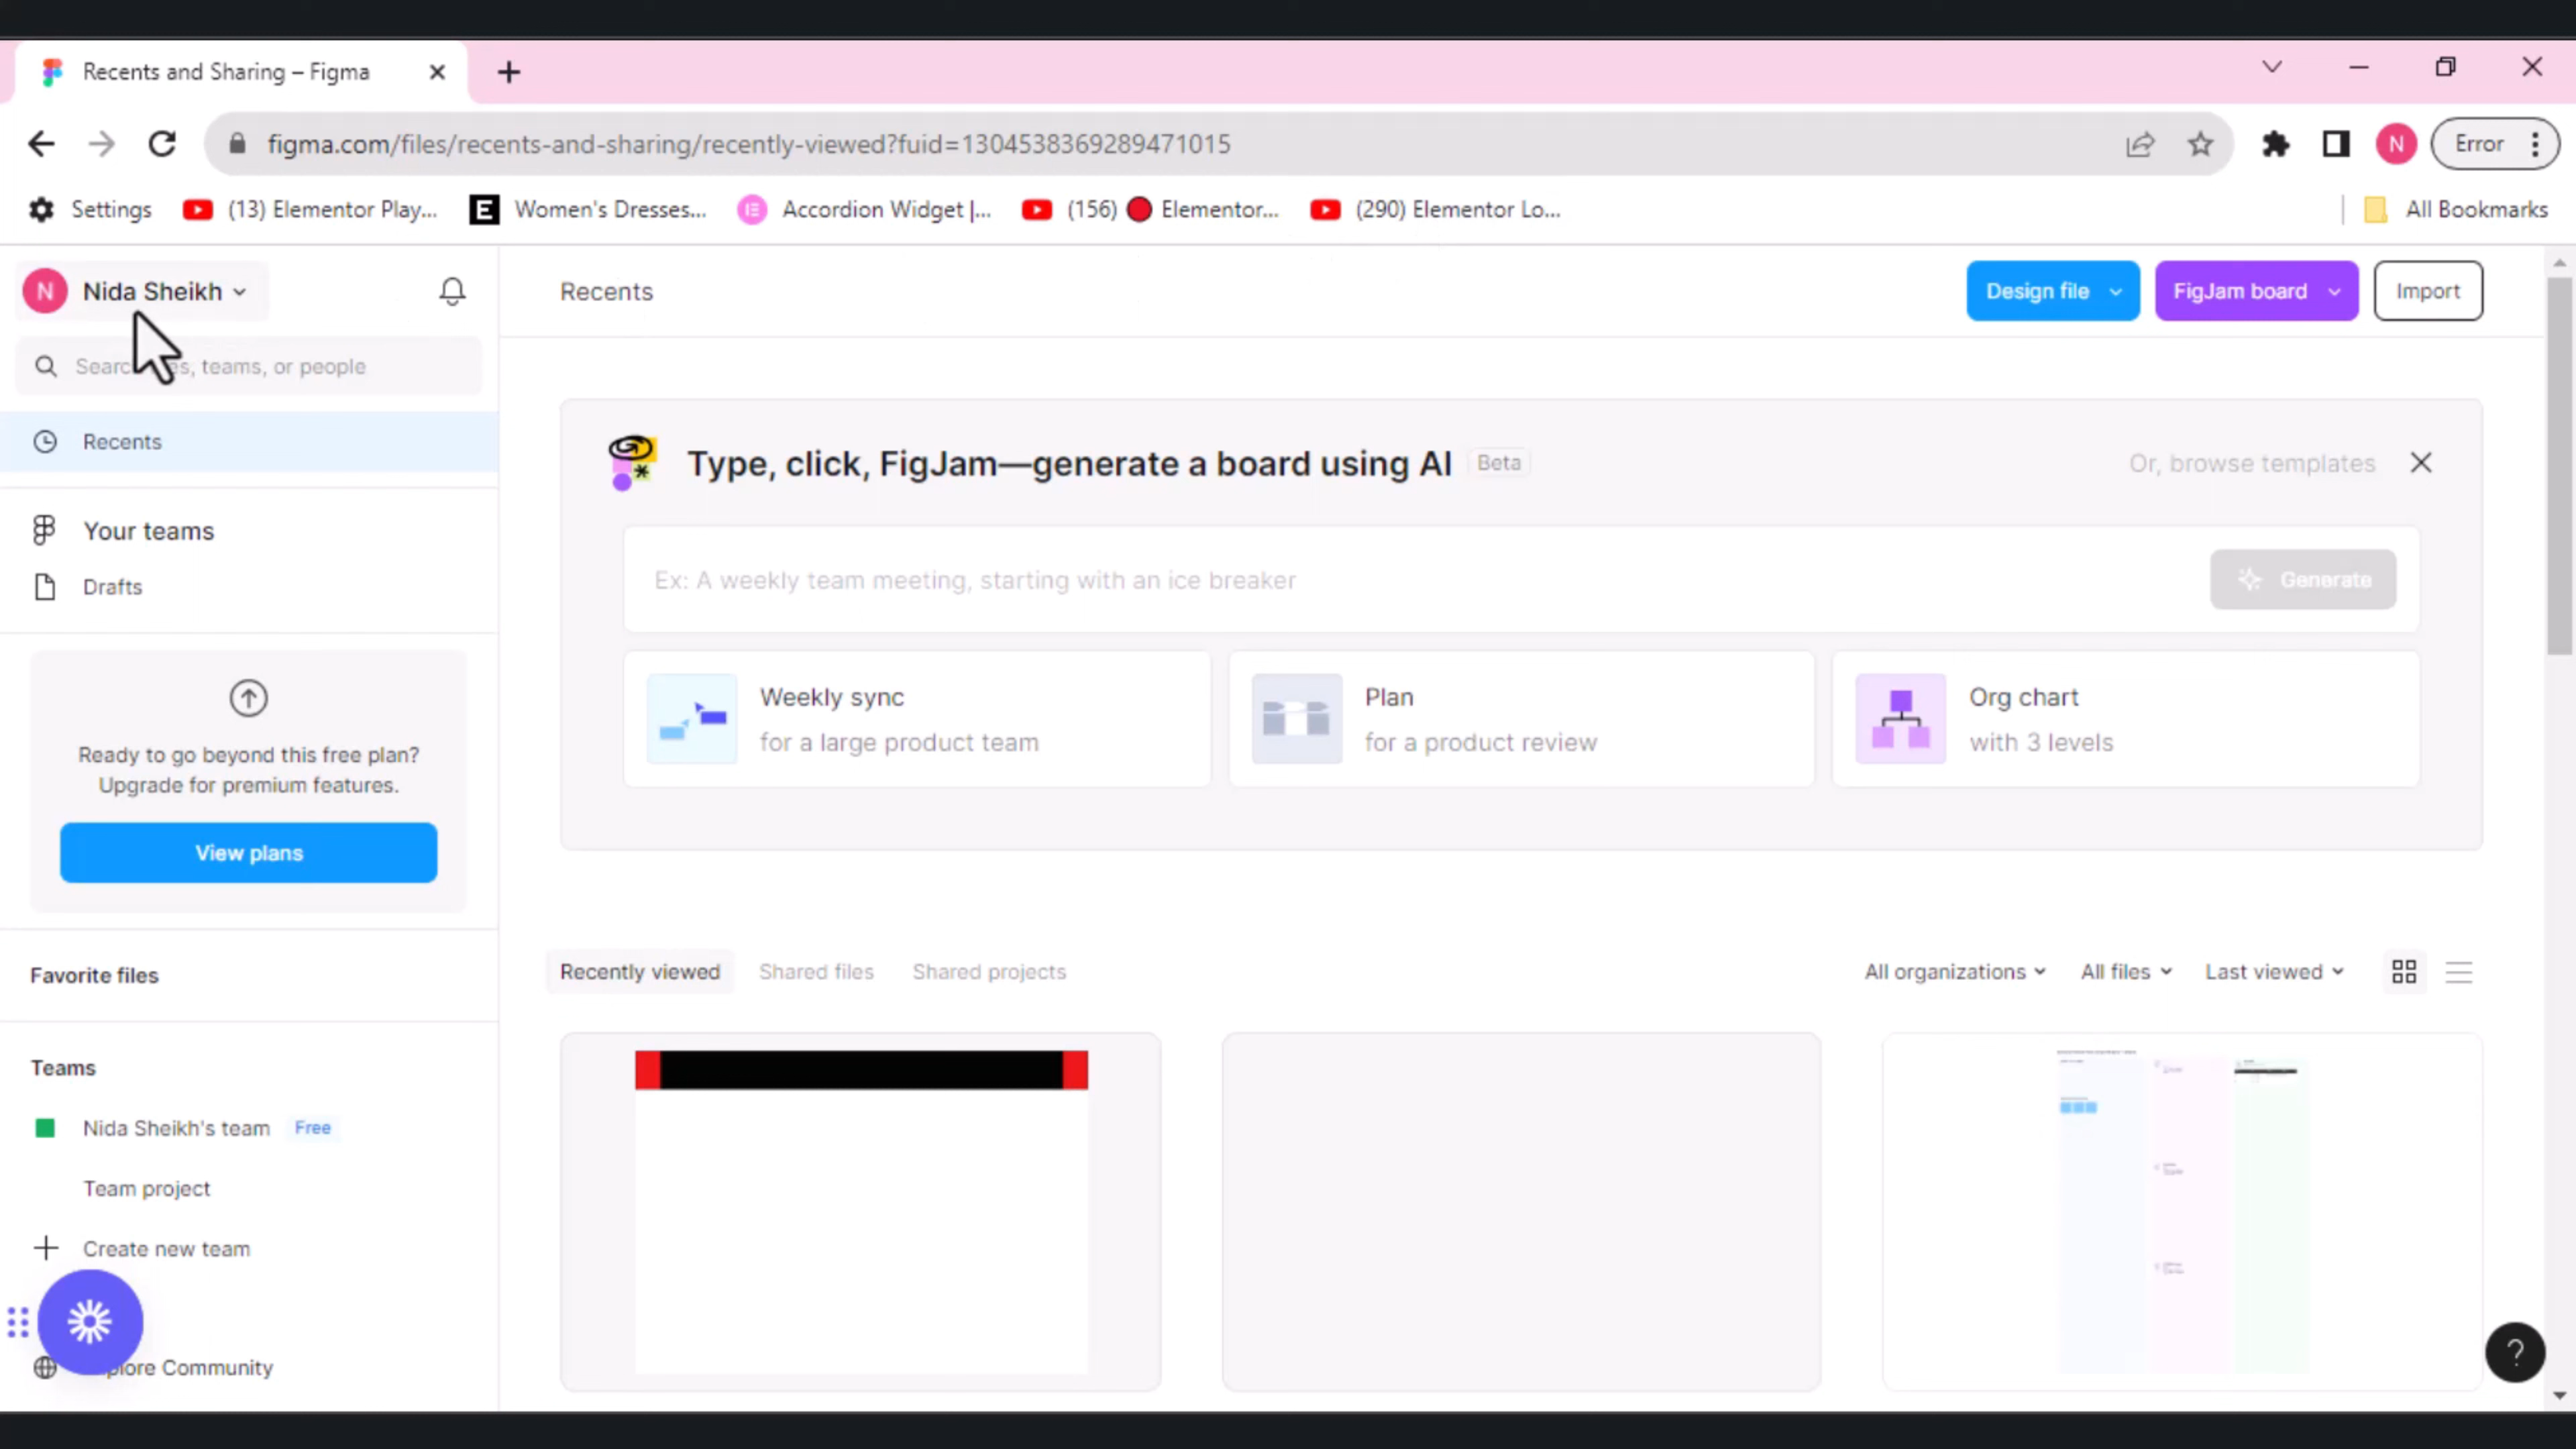 Recents and Sharing – Figma
figma.com/files/recents-and-sharing/recently-viewed?fuid=1304538369289471015
N
Error
Settings
(13) Elementor Play...
E
Women's Dresses...
Accordion Widget |...
(156)
Elementor...
(290) Elementor Lo...
All Bookmarks
N
Nida Sheikh
Recents
Design file
FigJam board
Import
teams, or people
Recents
Type, click, FigJam—generate a board using AI
Beta
Or, browse templates
Your teams
Drafts
Ex: A weekly team meeting, starting with an ice breaker
Generate
Weekly sync
for a large product team
Plan
for a product review
Org chart
with 3 levels
Ready to go beyond this free plan?
Upgrade for premium features.
View plans
Favorite files
Recently viewed
Shared files
Shared projects
All organizations
All files
Last viewed
Teams
Nida Sheikh's team
Free
Team project
Create new team
Community
?